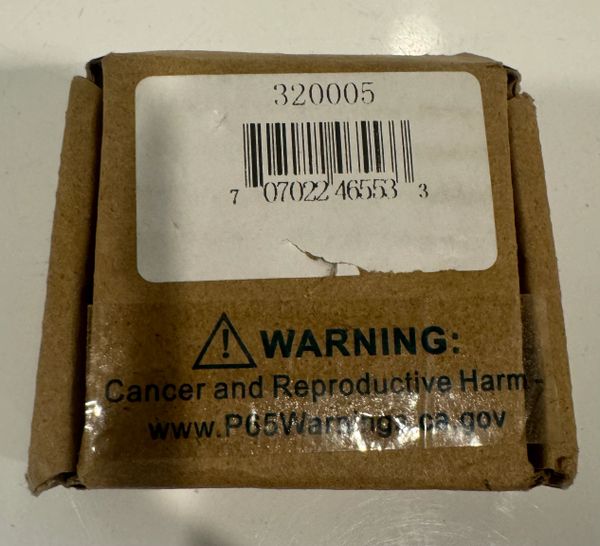 320005
7 07022 46553 3
WARNING:
Cancer and Reproductive Harm -
www.P65Warnings.ca.gov